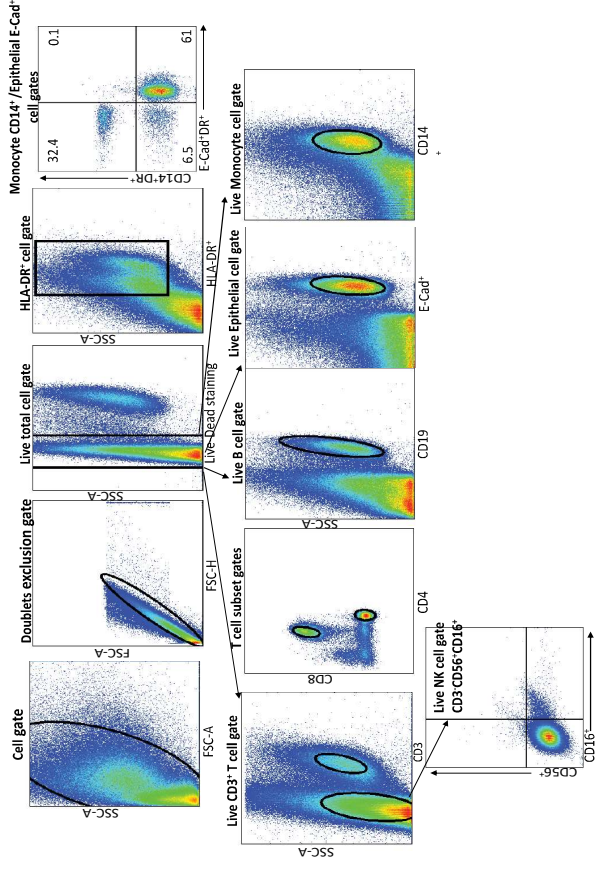 Cell gate
SSC-A
FSC-A
Doublets exclusion gate
FSC-A
FSC-H
Live total cell gate
SSC-A
Live-Dead staining
HLA-DR⁺ cell gate
SSC-A
HLA-DR⁺
Monocyte CD14⁺ /Epithelial E-Cad⁺
cell gates
32.4
0.1
6.5
61
CD14⁺DR⁺
E-Cad⁺DR⁺
Live CD3⁺ T cell gate
SSC-A
CD3
T cell subset gates
CD8
CD4
Live B cell gate
SSC-A
CD19
Live Epithelial cell gate
E-Cad⁺
Live Monocyte cell gate
CD14
+
Live NK cell gate
CD3⁻CD56⁺CD16⁺
CD56⁺
CD16⁺